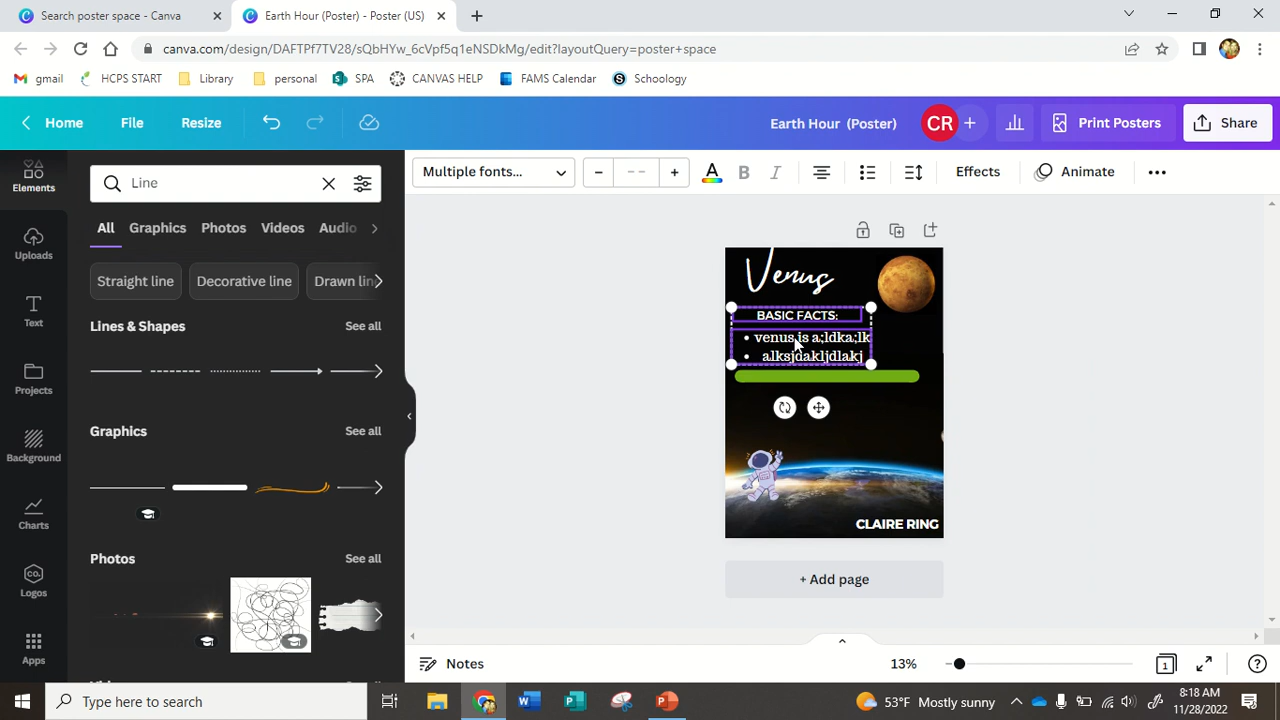 Search poster space - Canva
Earth Hour (Poster) - Poster (US)
canva.com/design/DAFTPf7TV28/sQbHYw_6cVpf5q1eNSDkMg/edit?layoutQuery=poster+space
gmail
HCPS START
Library
personal
SPA
CANVAS HELP
FAMS Calendar
Schoology
Home
File
Resize
Earth Hour (Poster)
CR
Print Posters
Share
Elements
Uploads
Text
Projects
Background
Charts
CO.
Logos
Apps
Line
All
Graphics
Photos
Videos
Audio
Straight line
Decorative line
Drawn lin
Lines & Shapes
See all
Graphics
See all
Photos
See all
Multiple fonts...
– –
A
B
I
Effects
Animate
Venus
BASIC FACTS:
• venus is a;ldka;lk
• alksjdakljdlakj
CLAIRE RING
+ Add page
Notes
13%
1
Type here to search
53°F Mostly sunny
8:18 AM
11/28/2022